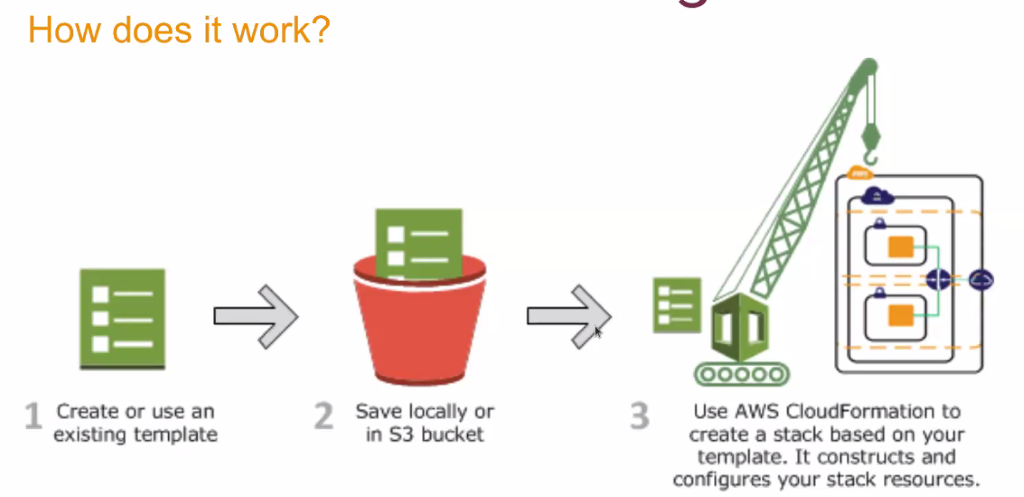 How does it work?
1 Create or use an
existing template
2 Save locally or
in S3 bucket
3 Use AWS CloudFormation to
create a stack based on your
template. It constructs and
configures your stack resources.